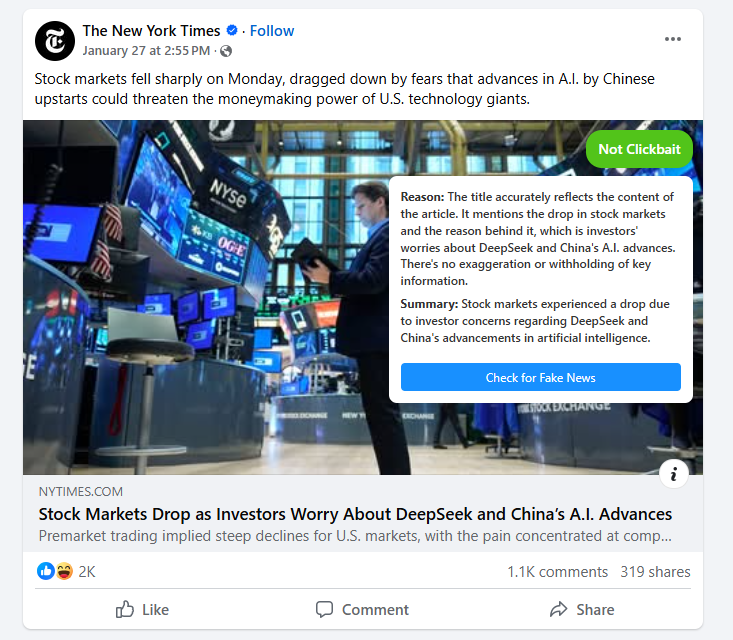 The New York Times · Follow
January 27 at 2:55 PM ·
Stock markets fell sharply on Monday, dragged down by fears that advances in A.I. by Chinese
upstarts could threaten the moneymaking power of U.S. technology giants.
Not Clickbait
NYSE
OGE
Reason: The title accurately reflects the content of
the article. It mentions the drop in stock markets
and the reason behind it, which is investors'
worries about DeepSeek and China's A.I. advances.
There's no exaggeration or withholding of key
information.
Summary: Stock markets experienced a drop due
to investor concerns regarding DeepSeek and
China's advancements in artificial intelligence.
Check for Fake News
STOCK EXCHANGE
NEW Y
EXCHANGE
STOCK EXCHANGE
NYTIMES.COM
Stock Markets Drop as Investors Worry About DeepSeek and China’s A.I. Advances
Premarket trading implied steep declines for U.S. markets, with the pain concentrated at comp...
2K
1.1K comments 319 shares
Like
Comment
Share